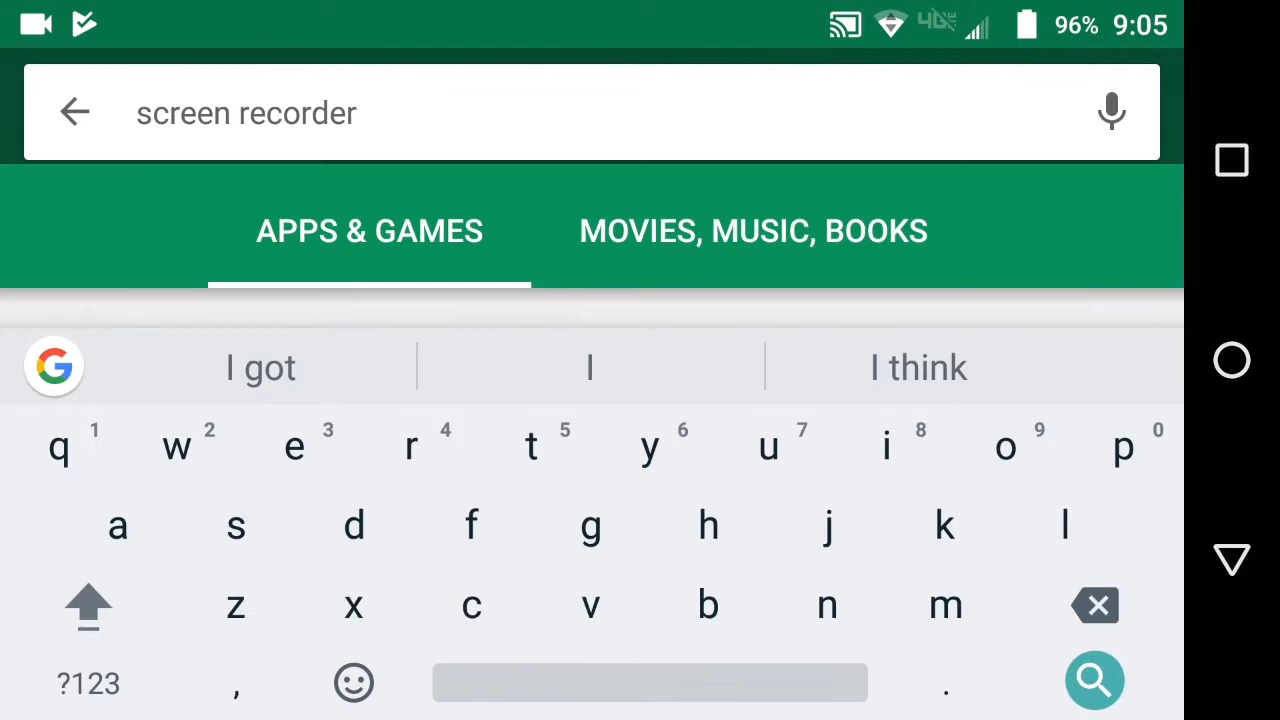 96% 9:05
screen recorder
APPS & GAMES MOVIES, MUSIC, BOOKS
G I got I I think
q 1 w 2 e 3 r 4 t 5 y 6 u 7 i 8 o 9 p 0
a s d f g h j k l
z x c v b n m
?123 , .